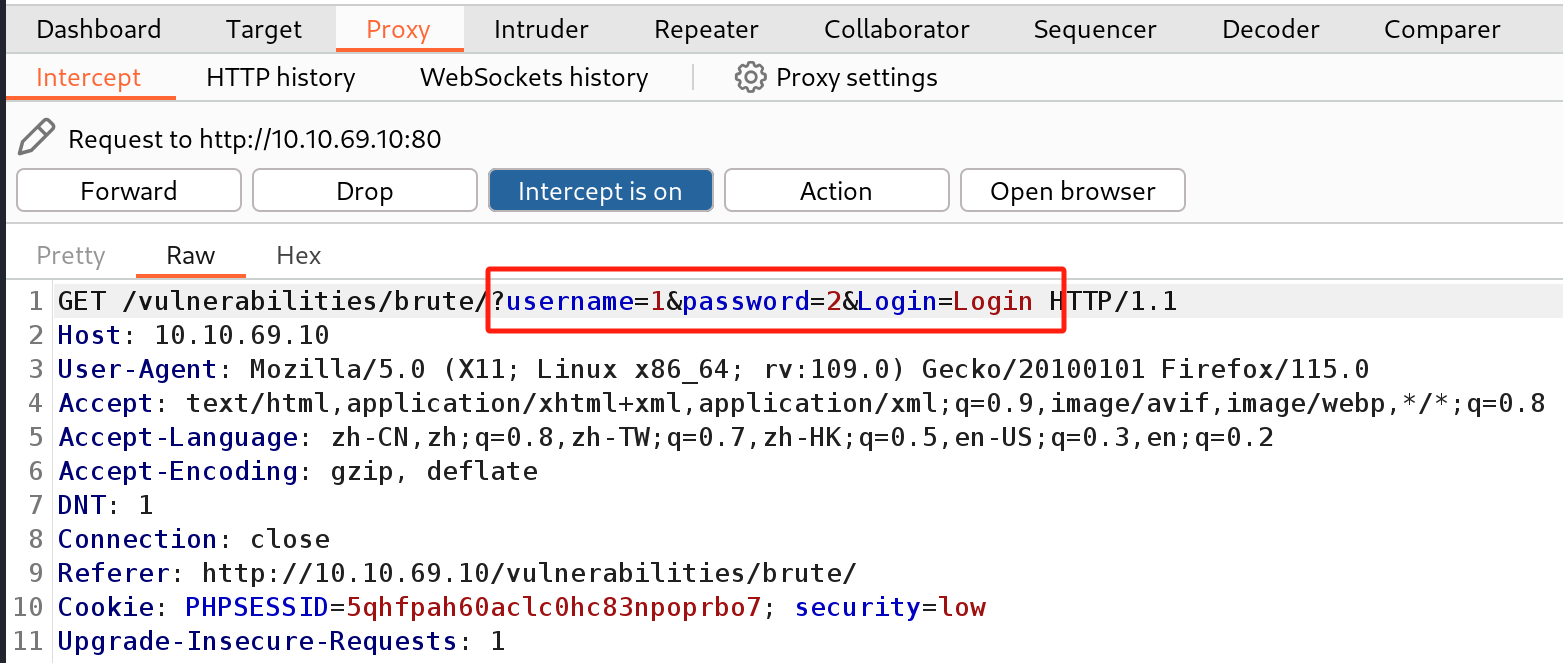 Dashboard Target Proxy Intruder Repeater Collaborator Sequencer Decoder Comparer
Intercept HTTP history WebSockets history Proxy settings
Request to http://10.10.69.10:80
Forward Drop Intercept is on Action Open browser
Pretty Raw Hex
1 GET /vulnerabilities/brute/?username=1&password=2&Login=Login HTTP/1.1
2 Host: 10.10.69.10
3 User-Agent: Mozilla/5.0 (X11; Linux x86_64; rv:109.0) Gecko/20100101 Firefox/115.0
4 Accept: text/html,application/xhtml+xml,application/xml;q=0.9,image/avif,image/webp,*/*;q=0.8
5 Accept-Language: zh-CN,zh;q=0.8,zh-TW;q=0.7,zh-HK;q=0.5,en-US;q=0.3,en;q=0.2
6 Accept-Encoding: gzip, deflate
7 DNT: 1
8 Connection: close
9 Referer: http://10.10.69.10/vulnerabilities/brute/
10 Cookie: PHPSESSID=5qhfpah60aclc0hc83npoprbo7; security=low
11 Upgrade-Insecure-Requests: 1